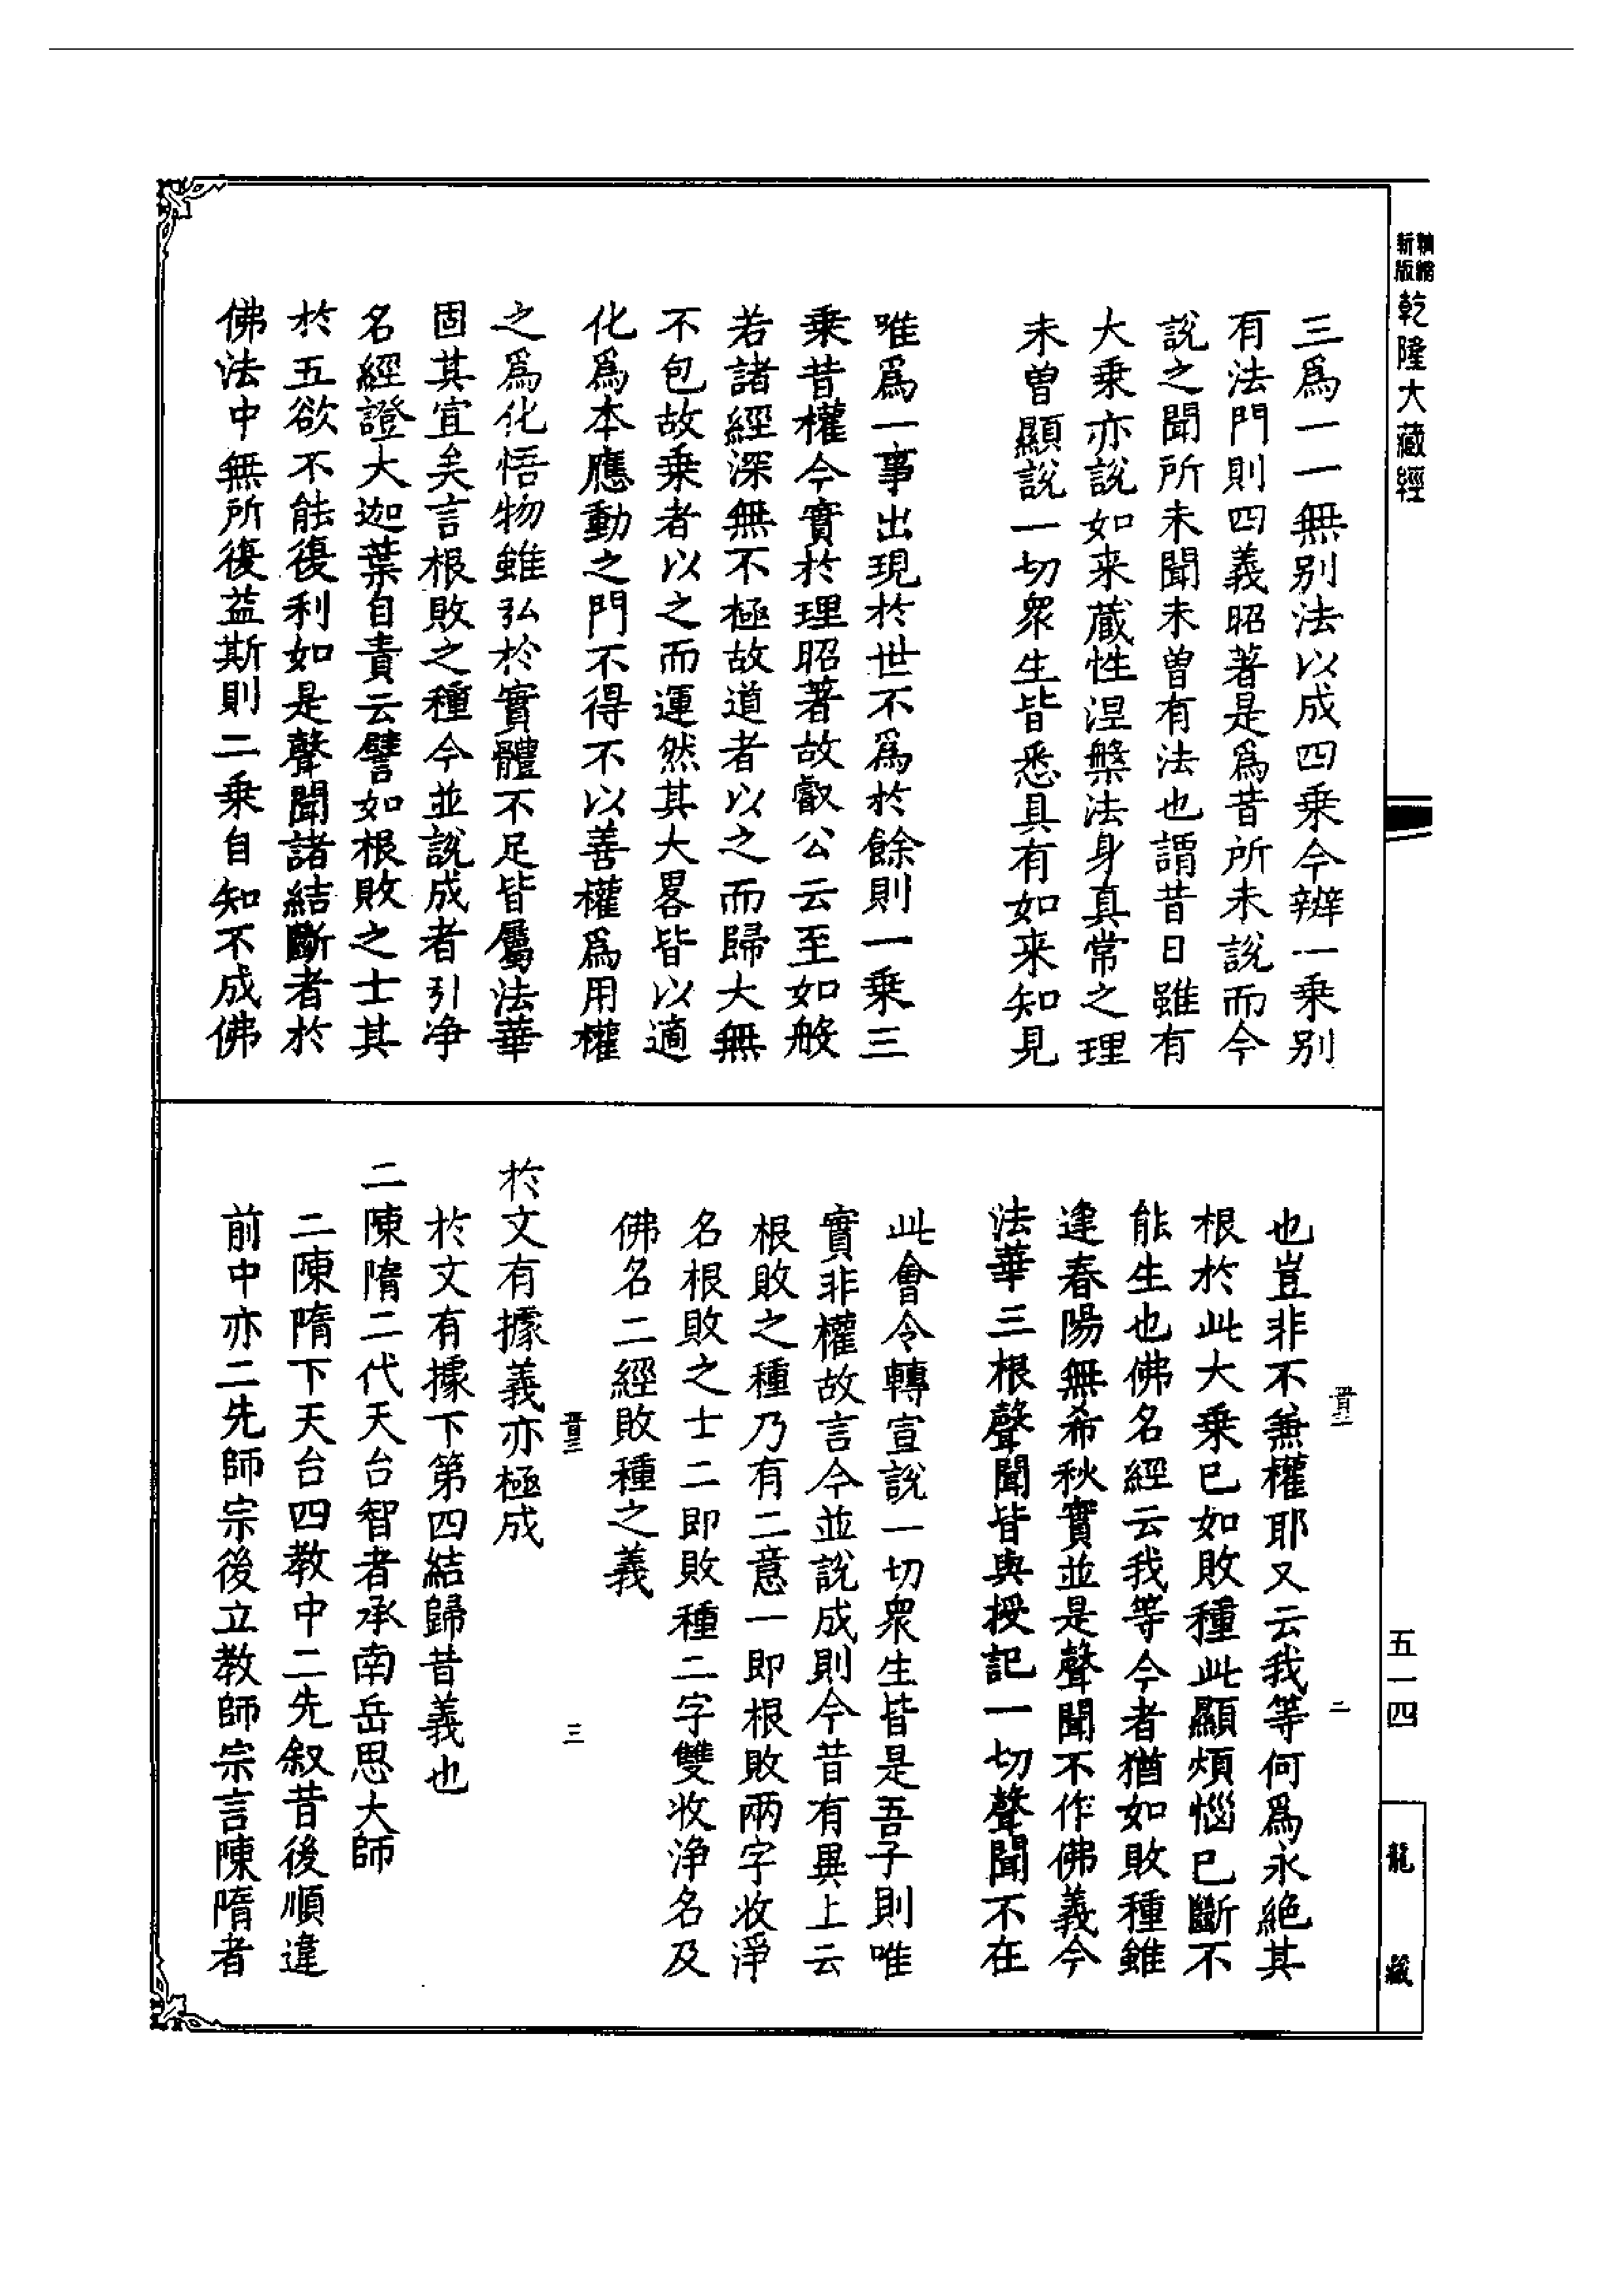 新版精縮乾隆大藏經
三爲一一無別法以成四乘今辨一乘別
有法門則四義昭著是爲昔所未說而今
說之聞所未聞未曾有法也謂昔日雖有
大乘亦說如来蔵性涅槃法身真常之理
未曾顯説一切衆生皆悉具有如来知見
唯爲一事出現於世不爲於餘則一乗三
乗昔權今實於理昭著故叡公云至如般
若諸經深無不極故道者以之而歸大無
不包故乗者以之而運然其大畧皆以適
化爲本應動之門不得不以善權爲用權
之爲化悟物雖弘於實體不足皆屬法華
固其宜矣言根敗之種今並說成者引净
名經證大迦葉自責云譬如根敗之士其
於五欲不能復利如是聲聞諸結斷者於
佛法中無所復益斯則二乗自知不成佛
也豈非不兼權耶又云我等何爲永絶其
根於此大乗已如敗種此顯煩惱已斷不
能生也佛名經云我等今者猶如敗種雖
逢春陽無希秋實並是聲聞不作佛義今
法華三根聲聞皆與授記一切聲聞不在
此會令轉宣說一切衆生皆是吾子則唯
實非權故言今並説成則今昔有異上云
根敗之種乃有二意一即根敗兩字收淨
名根敗之士二即敗種二字雙收淨名及
佛名二經敗種之義
於文有據義亦極成
於文有據下第四結歸昔義也
二陳隋二代天台智者承南岳思大師
二陳隋下天台四教中二先叙昔後順違
前中亦二先師宗後立教師宗言陳隋者
二
三
五一四
龍藏